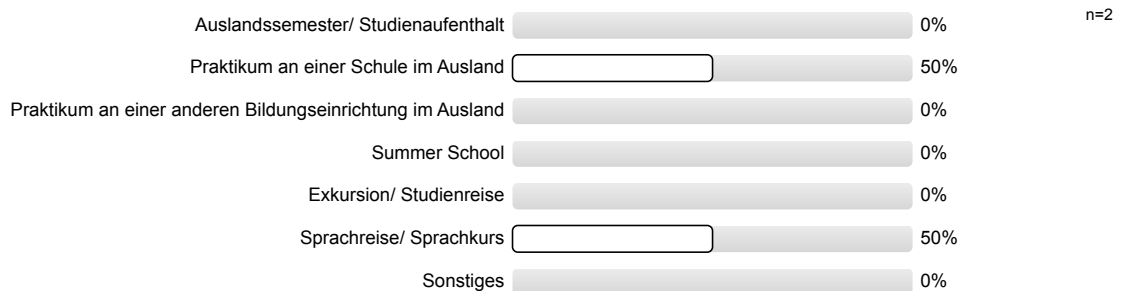 n=2
Auslandssemester/ Studienaufenthalt 0%
Praktikum an einer Schule im Ausland 50%
Praktikum an einer anderen Bildungseinrichtung im Ausland 0%
Summer School 0%
Exkursion/ Studienreise 0%
Sprachreise/ Sprachkurs 50%
Sonstiges 0%